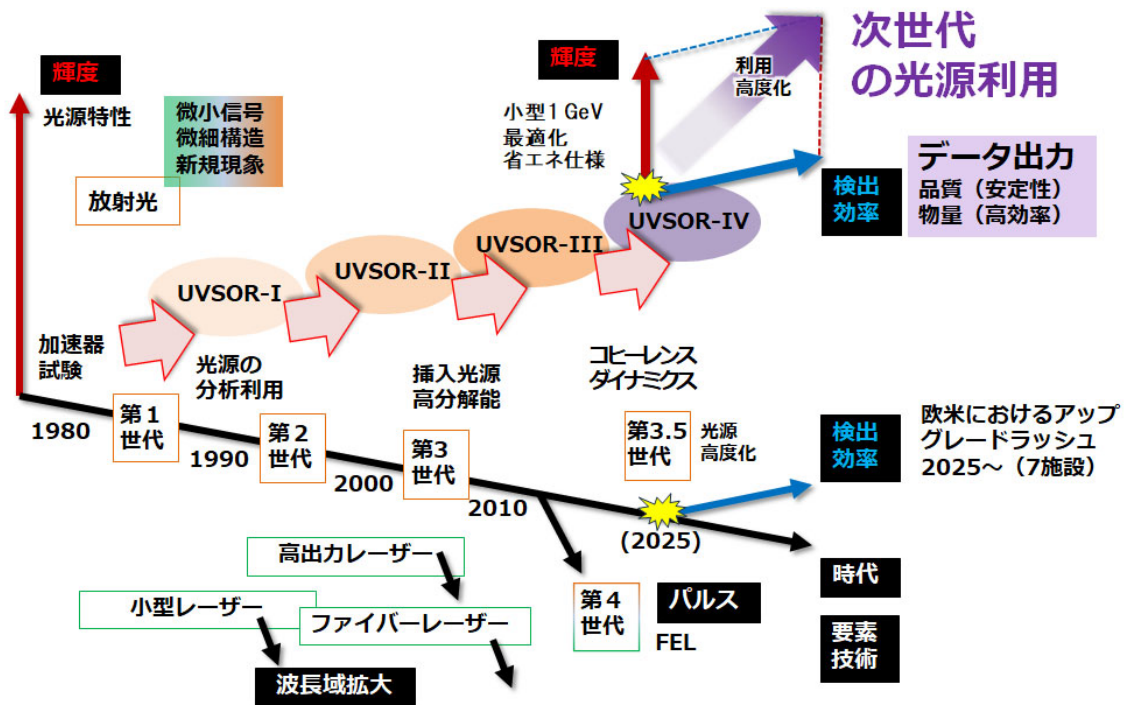 輝度
光源特性
微小信号
微細構造
新規現象
放射光
輝度
小型1 GeV
最適化
省エネ仕様
利用
高度化
次世代
の光源利用
検出
効率
データ出力
品質（安定性）
物量（高効率）
UVSOR-I
UVSOR-II
UVSOR-III
UVSOR-IV
加速器
試験
光源の
分析利用
挿入光源
高分解能
コヒーレンス
ダイナミクス
1980
第１
世代
1990
第２
世代
2000
第3
世代
2010
第3.5
世代
光源
高度化
(2025)
検出
効率
欧米におけるアップ
グレードラッシュ
2025～（7施設）
時代
要素
技術
高出力レーザー
小型レーザー
ファイバーレーザー
波長域拡大
第４
世代
パルス
FEL